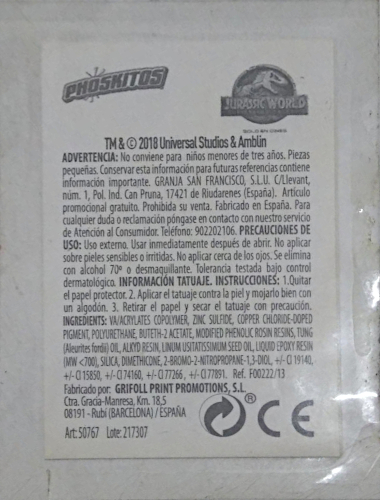 PHOSKITOS
JURASSIC WORLD
TM & © 2018 Universal Studios & Amblin
ADVERTENCIA: No conviene para niños menores de tres años. Piezas
pequeñas. Conservar esta información para futuras referencias contiene
información importante. GRANJA SAN FRANCISCO, S.L.U. C/Llevant,
núm. 1, Pol. Ind. Can Pruna, 17421 de Riudarenes (España). Artículo
promocional gratuito. Prohibida su venta. Fabricado en España. Para
cualquier duda o reclamación póngase en contacto con nuestro servicio
de Atención al Consumidor. Teléfono: 902202106. PRECAUCIONES DE
USO: Uso externo. Usar inmediatamente después de abrir. No aplicar
sobre pieles sensibles o irritidas. No aplicar cerca de los ojos. Se elimina
con alcohol 70º o desmaquillante. Tolerancia testada bajo control
dermatológico. INFORMACIÓN TATUAJE. INSTRUCCIONES: 1.Quitar
el papel protector. 2. Aplicar el tatuaje contra la piel y mojarlo bien con
un algodón. 3. Retirar el papel y secar el tatuaje con precaución.
INGREDIENTS: VA/ACRYLATES COPOLYMER, ZINC SULFIDE, COPPER CHLORIDE-DOPED
PIGMENT, POLYURETHANE, BUTETH-2 ACETATE, MODIFIED PHENOLIC ROSIN RESINS, TUNG
(Aleurites fordii) OIL, ALKYD RESIN, LINUM USITATISSIMUM SEED OIL, LIQUID EPOXY RESIN
(MW <700), SILICA, DIMETHICONE, 2-BROMO-2-NITROPROPANE-1,3-DIOL, +/- CI 19140,
+/- CI 15850, +/- CI 74160, +/- CI 77266, +/- CI 77891. Ref. F00222/13
Fabricado por: GRIFOLL PRINT PROMOTIONS, S.L.
Ctra. Gracia-Manresa, Km. 18,5
08191 - Rubí (BARCELONA) / ESPAÑA
® CE
Art: 50767 Lote: 217307